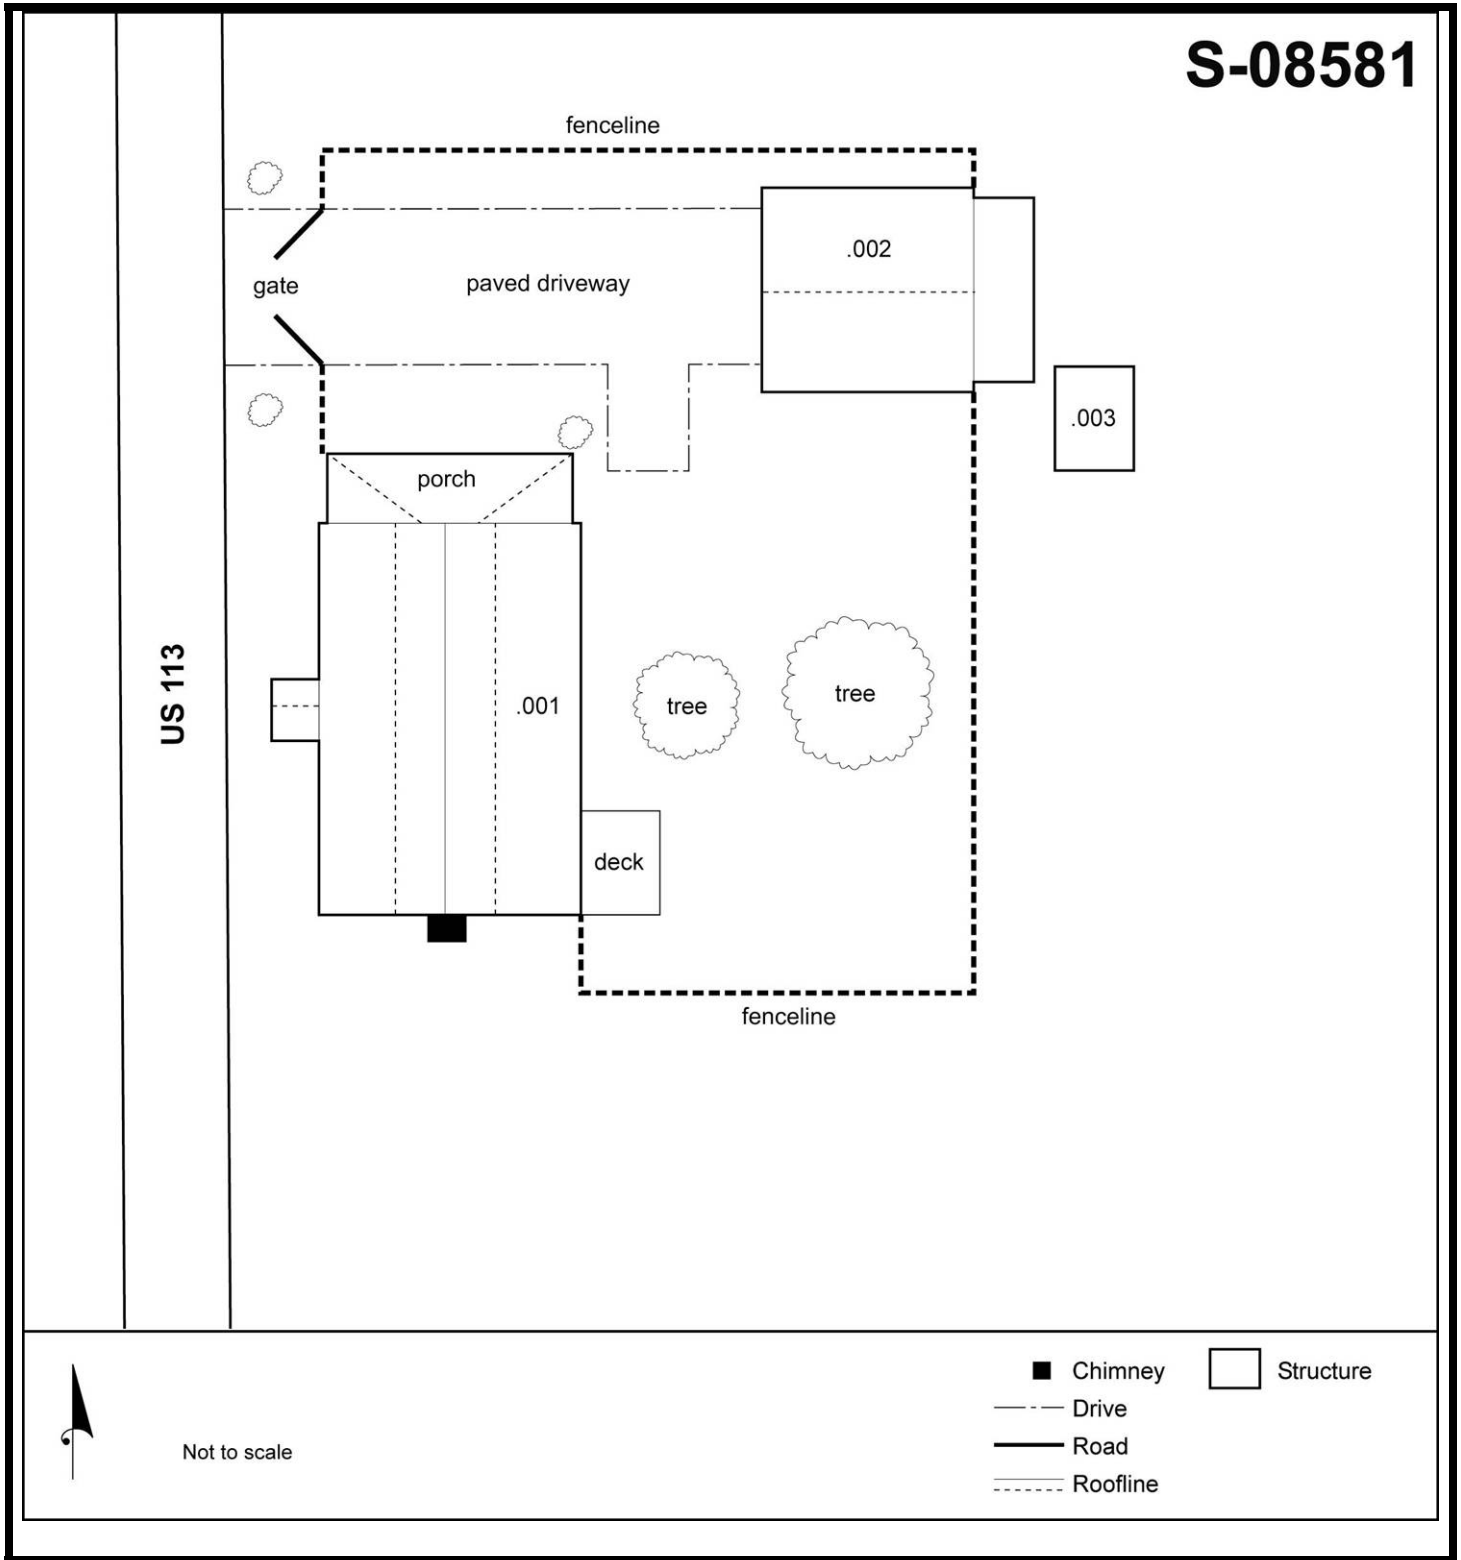 S-08581
fenceline
.002
gate
paved driveway
.003
porch
US 113
.001
tree
tree
deck
fenceline
Chimney
Structure
Drive
Road
Roofline
Not to scale